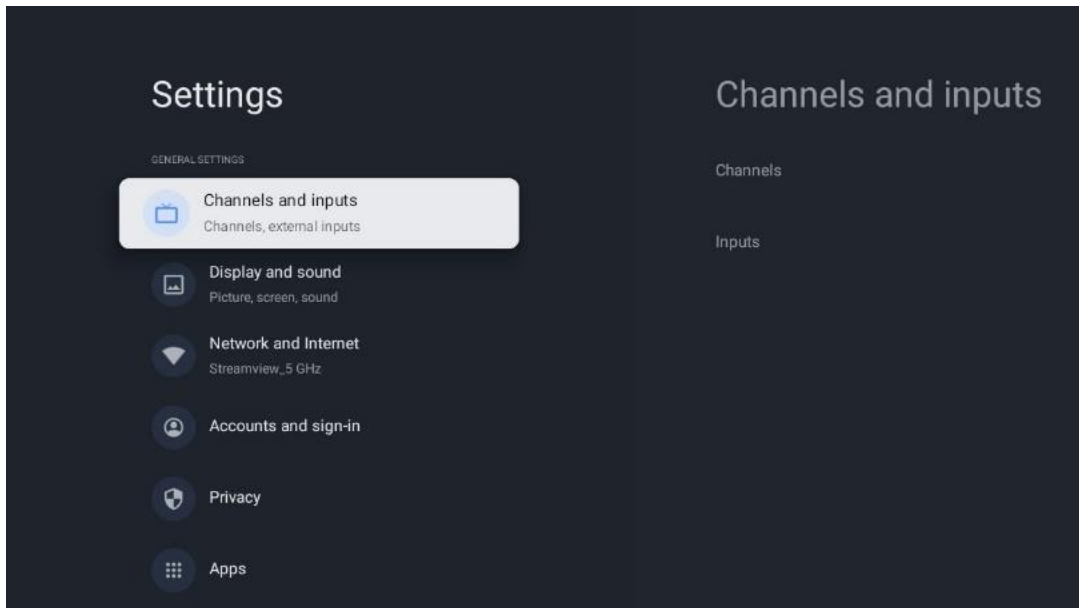 Settings
GENERAL SETTINGS
Channels and inputs
Channels, external inputs
Display and sound
Picture, screen, sound
Network and Internet
Streamview_5 GHz
Accounts and sign-in
Privacy
Apps
Channels and inputs
Channels
Inputs